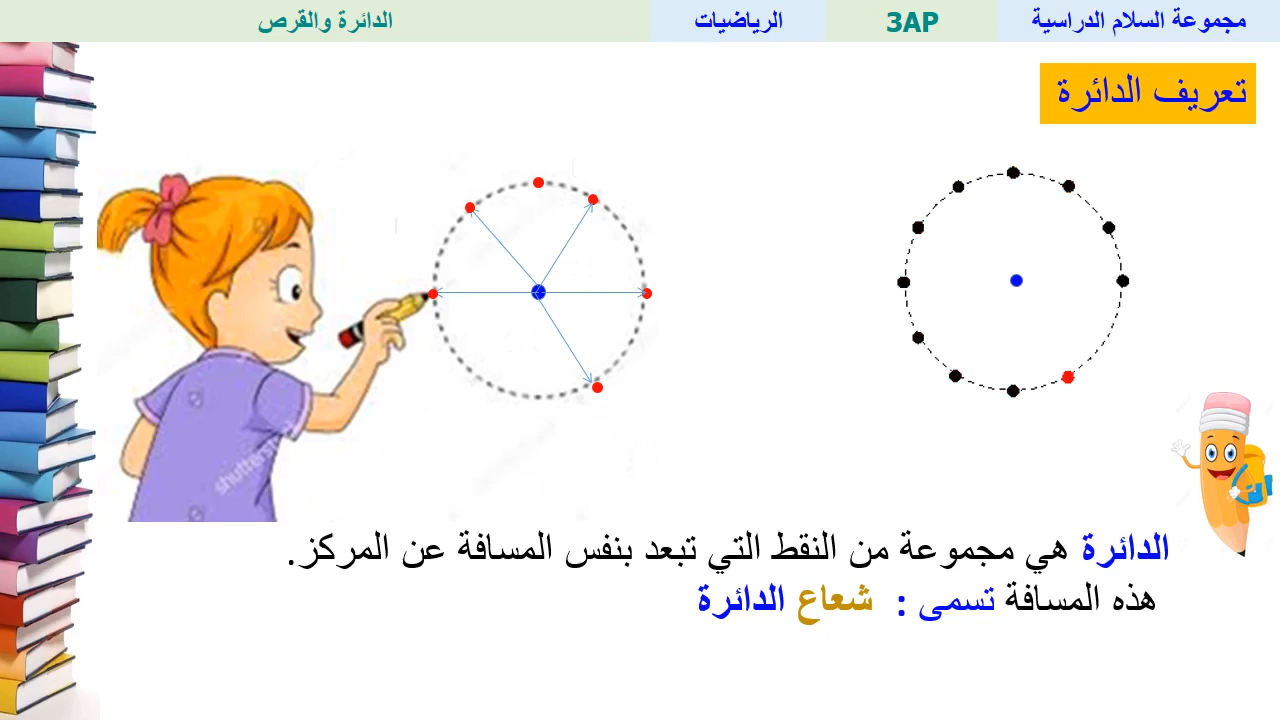 مجموعة السلام الدراسية
3AP
الرياضيات
الدائرة والقرص
تعريف الدائرة
الدائرة هي مجموعة من النقط التي تبعد بنفس المسافة عن المركز.
هذه المسافة تسمى : شعاع الدائرة